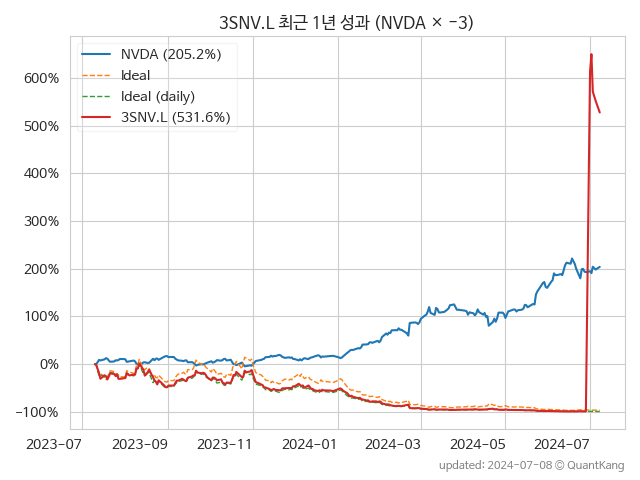 3SNV.L 최근 1년 성과 (NVDA × −3)
NVDA (205.2%)
Ideal
Ideal (daily)
3SNV.L (531.6%)
600%
500%
400%
300%
200%
100%
0%
−100%
2023-07
2023-09
2023-11
2024-01
2024-03
2024-05
2024-07
updated: 2024-07-08 © QuantKang